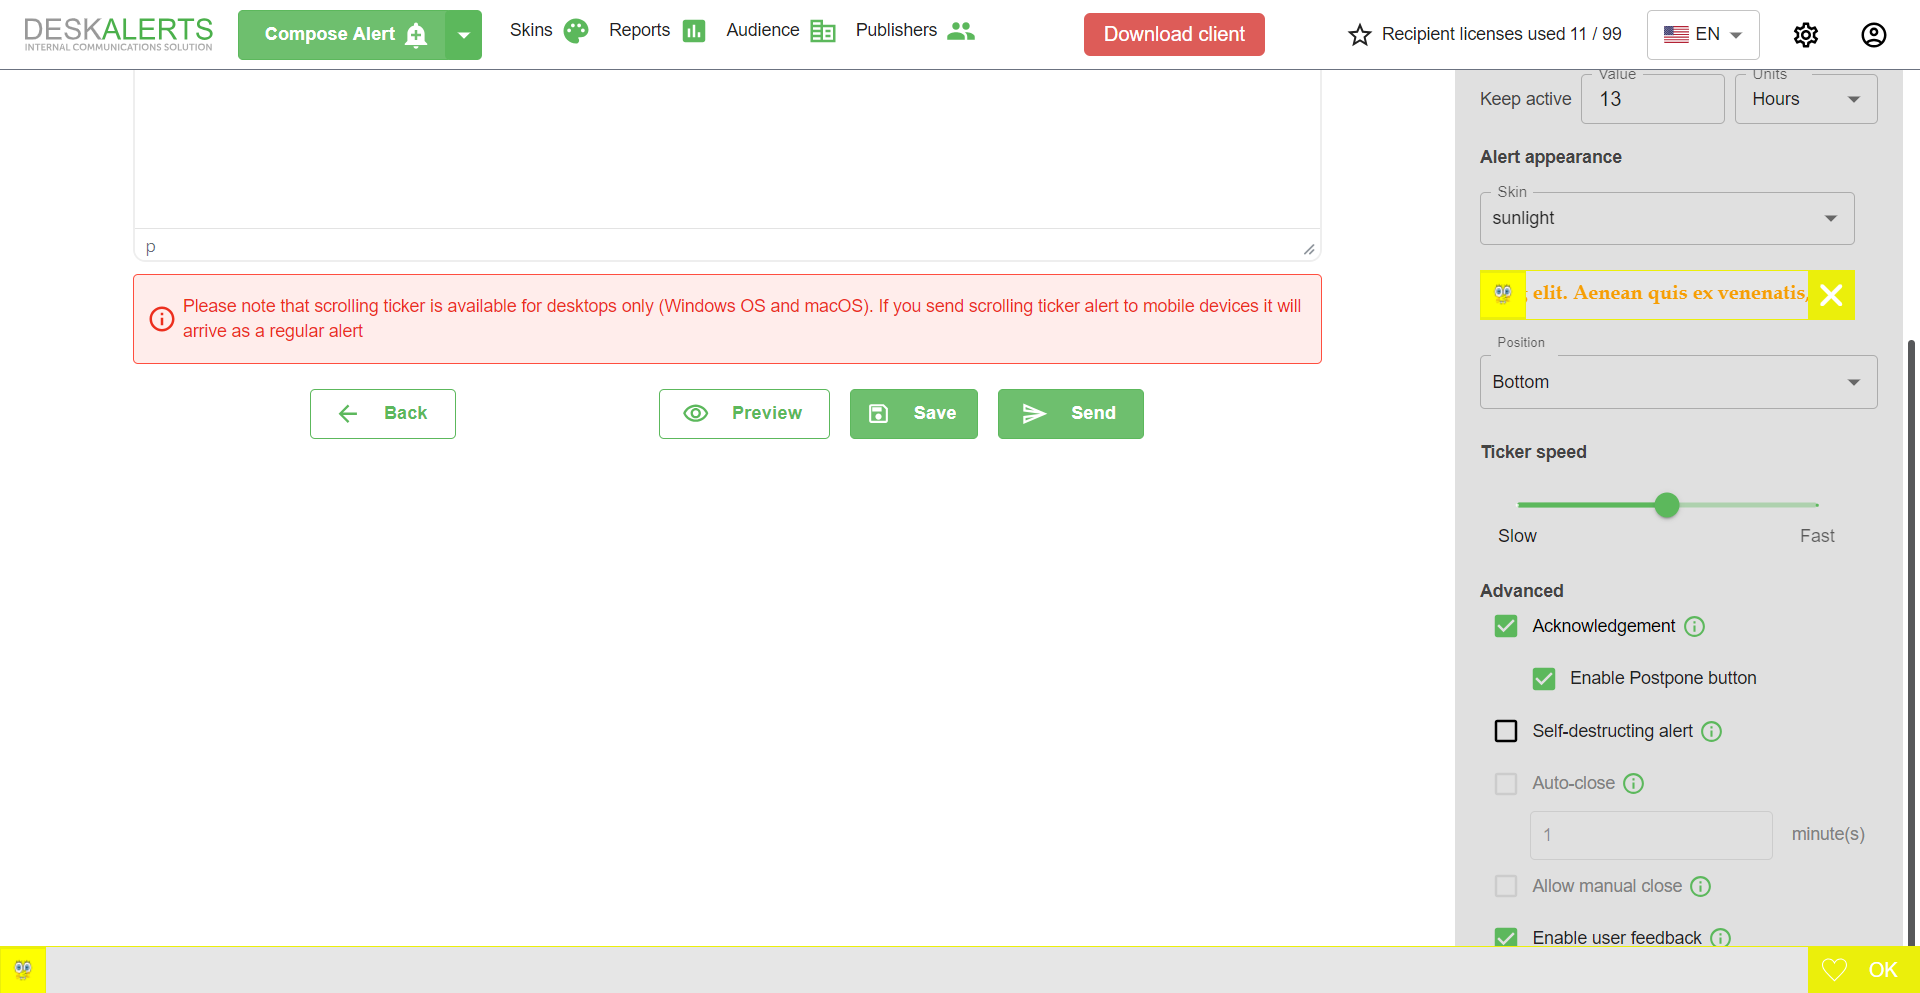 DESKALERTS
INTERNAL COMMUNICATIONS SOLUTION
Compose Alert
Skins
Reports
Audience
Publishers
Download client
Recipient licenses used 11 / 99
EN
Value
Units
Keep active
13
Hours
Alert appearance
Skin
sunlight
elit. Aenean quis ex venenatis,
Position
Bottom
Ticker speed
Slow
Fast
Advanced
Acknowledgement
Enable Postpone button
Self-destructing alert
Auto-close
1
minute(s)
Allow manual close
Enable user feedback
p
Please note that scrolling ticker is available for desktops only (Windows OS and macOS). If you send scrolling ticker alert to mobile devices it will
arrive as a regular alert
Back
Preview
Save
Send
OK